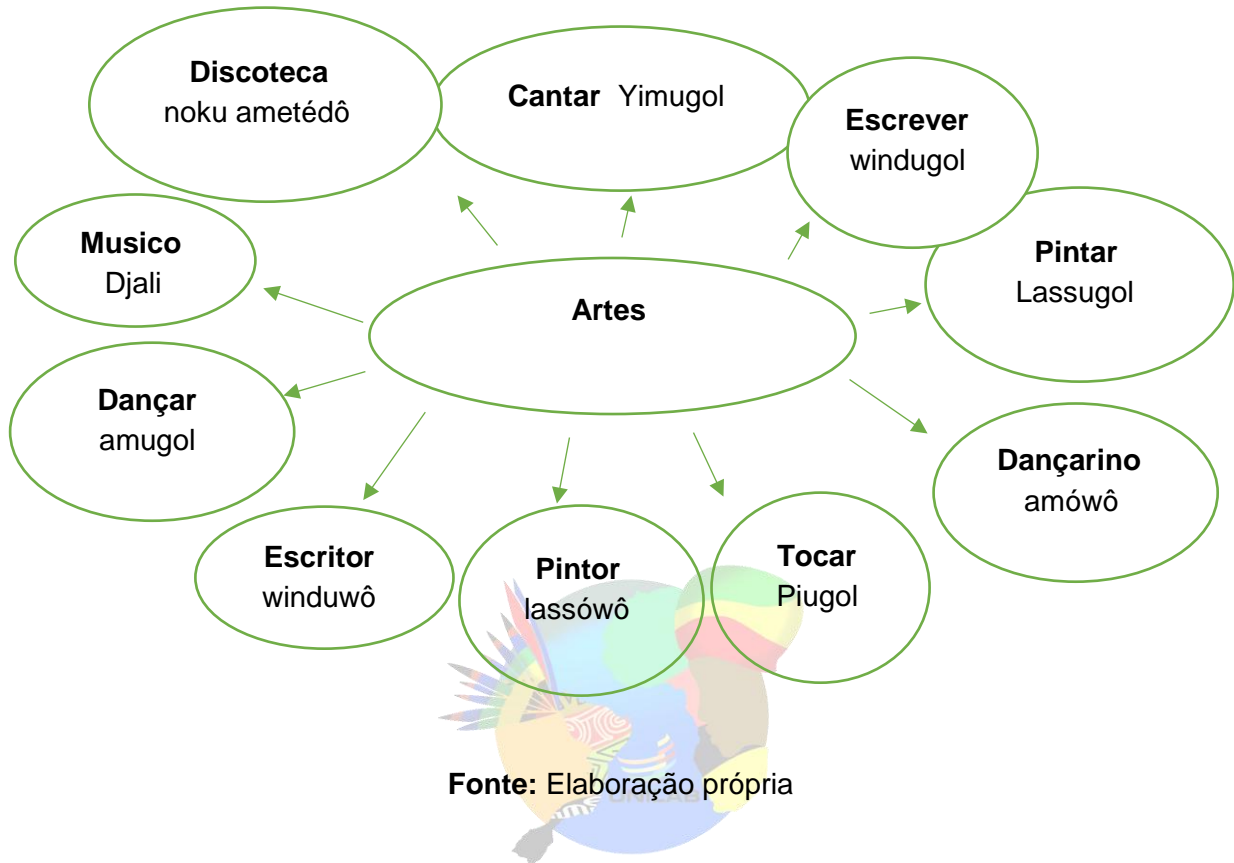 Discoteca
noku ametédô
Cantar Yimugol
Escrever
windugol
Musico
Djali
Pintar
Lassugol
Artes
Dançar
amugol
Dançarino
amówô
Escritor
winduwô
Pintor
lassówô
Tocar
Piugol
Fonte: Elaboração própria
UNILAB